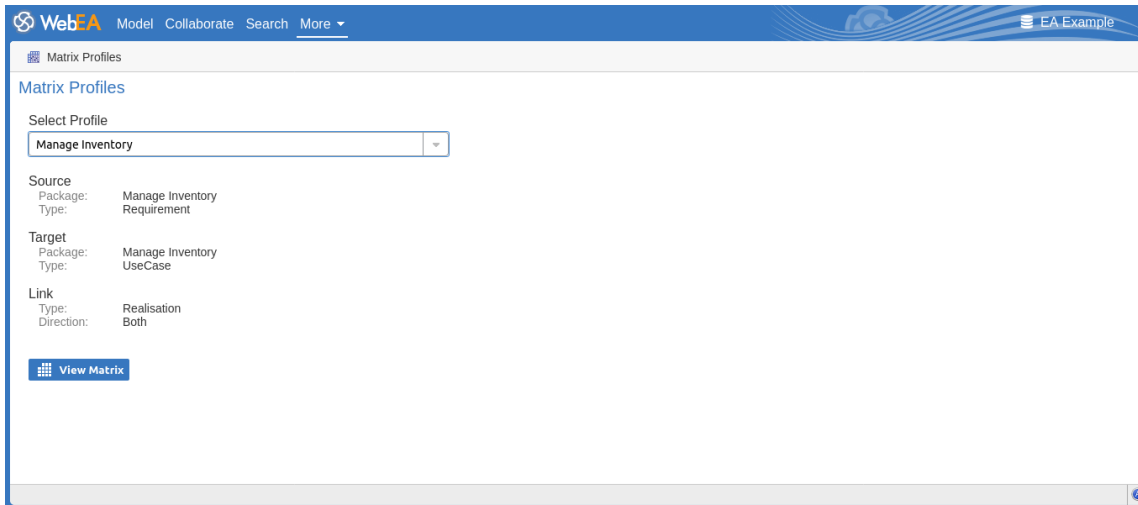 WebEA Model Collaborate Search More EA Example
Matrix Profiles
Matrix Profiles
Select Profile
Manage Inventory
Source
Package: Manage Inventory
Type: Requirement
Target
Package: Manage Inventory
Type: UseCase
Link
Type: Realisation
Direction: Both
View Matrix